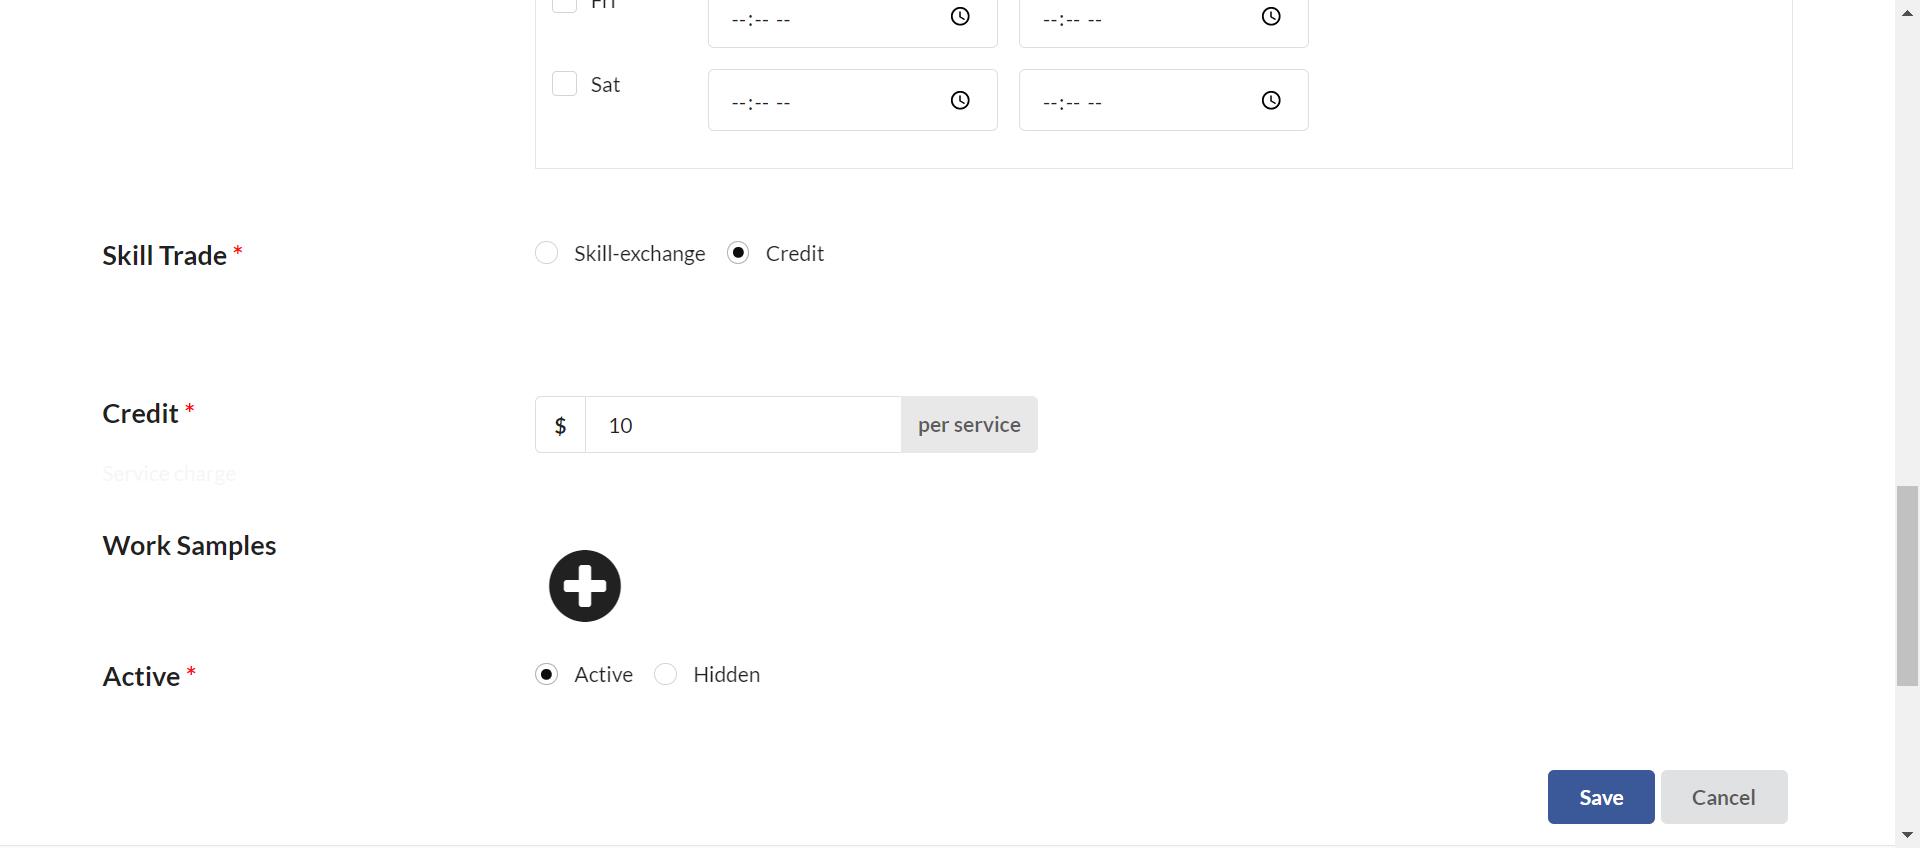 Fri --:-- -- --:-- --
Sat --:-- -- --:-- --
Skill Trade * Skill-exchange Credit
Credit * $ 10 per service
Service charge
Work Samples
Active * Active Hidden
Save Cancel